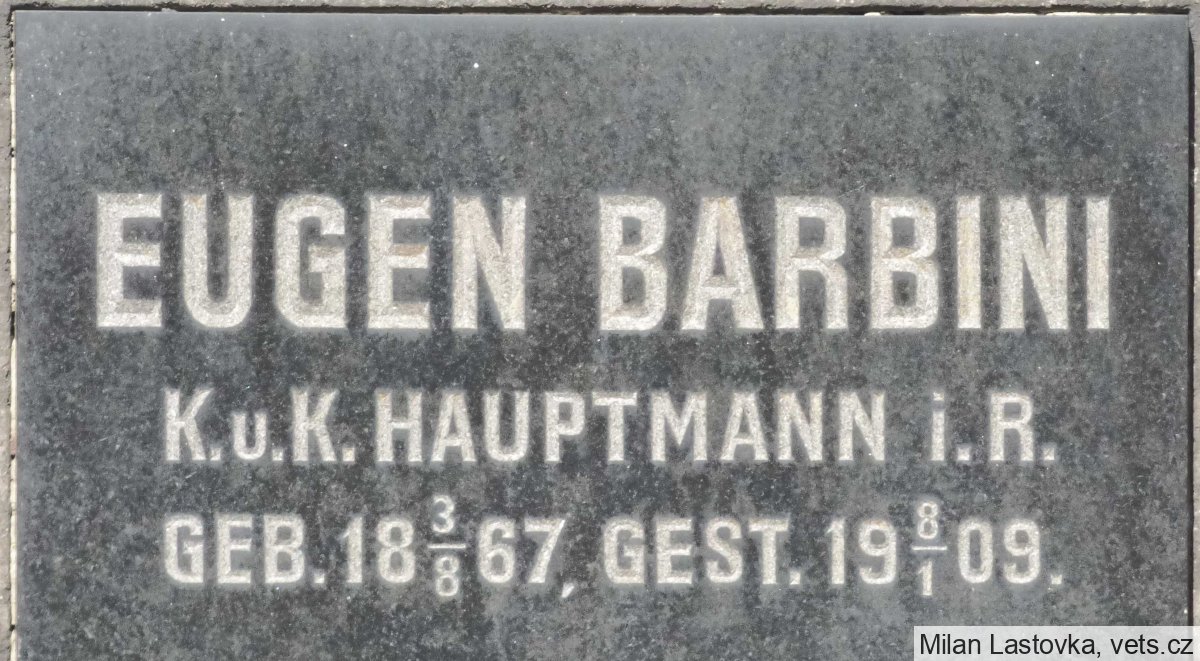 EUGEN BARBINI
K.u.K. HAUPTMANN i.R.
GEB. 18 3/8 67, GEST. 19 8/1 09.
Milan Lastovka, vets.cz